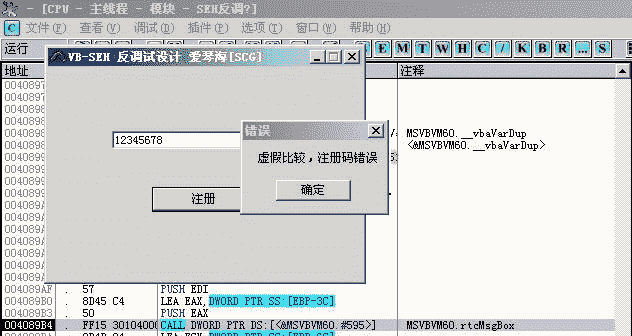 - [CPU - 主线程 - 模块 - SEH反调?]
C 文件(F) 查看(V) 调试(D) 插件(P) 选项(T) 窗口(W) 帮助(H)
运行 E M T W H C / K B R ... S
地址 注释
VB-SEH 反调试设计 爱琴海[SCG]
错误
12345678
MSVBVM60.__vbaVarDup
<&MSVBVM60.__vbaVarDup>
虚假比较，注册码错误
确定
注册
004089AF . 57 PUSH EDI
004089B0 . 8D45 C4 LEA EAX,DWORD PTR SS:[EBP-3C]
004089B3 . 50 PUSH EAX
004089B4 . FF15 30104000 CALL DWORD PTR DS:[<&MSVBVM60.#595>] MSVBVM60.rtcMsgBox